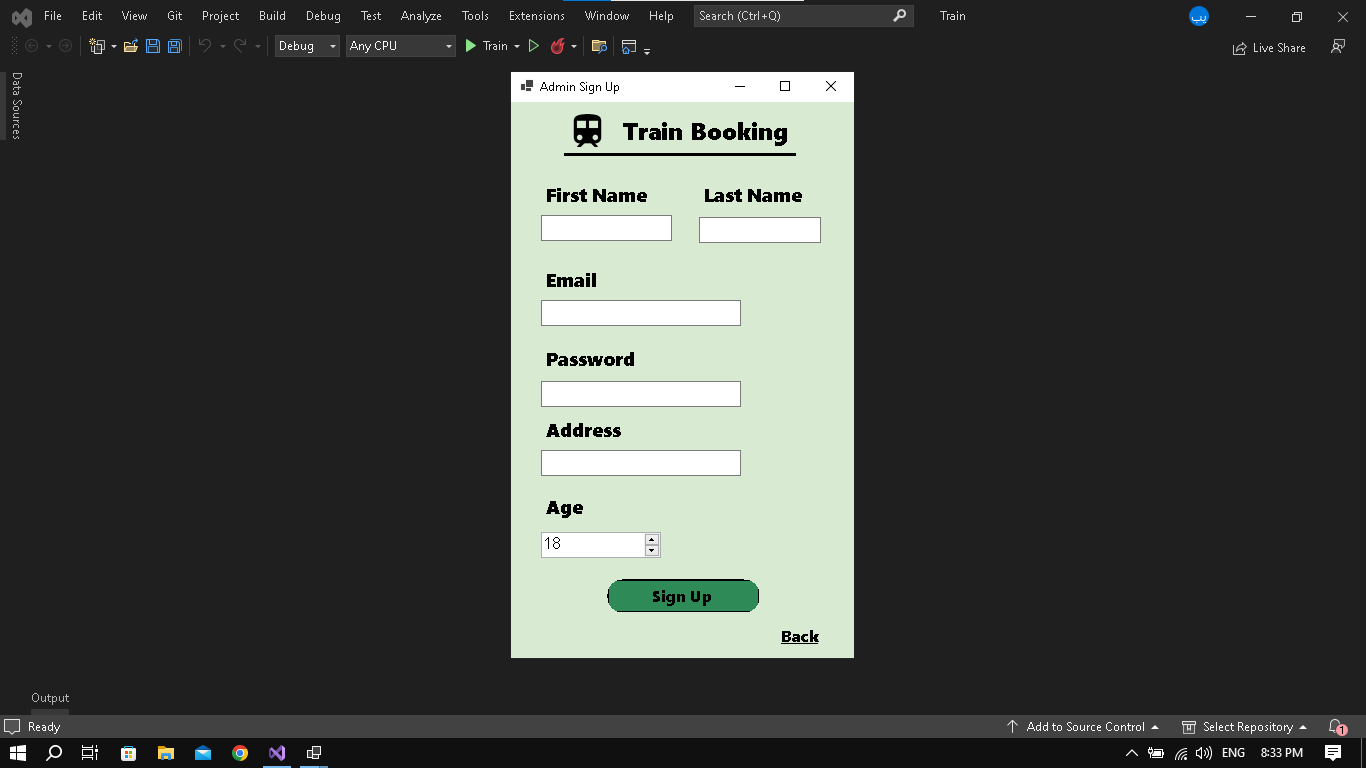 File Edit View Git Project Build Debug Test Analyze Tools Extensions Window Help Search (Ctrl+Q) Train يب
Debug Any CPU Train Live Share
Data Sources
Admin Sign Up
Train Booking
First Name Last Name
Email
Password
Address
Age
18
Sign Up
Back
Output
Ready Add to Source Control Select Repository 1
ENG 8:33 PM